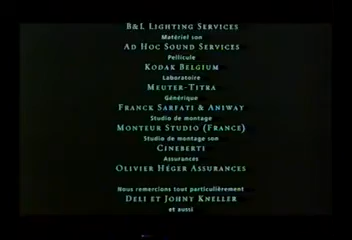 B&L Lighting Services
Matériel son
Ad Hoc Sound Services
Pellicule
Kodak Belgium
Laboratoire
Meuter-Titra
Générique
Franck Sarfati & Aniway
Studio de montage
Monteur Studio (France)
Studio de montage son
Cineberti
Assurances
Olivier Héger Assurances
Nous remercions tout particulièrement
Deli et Johny Kneller
et aussi